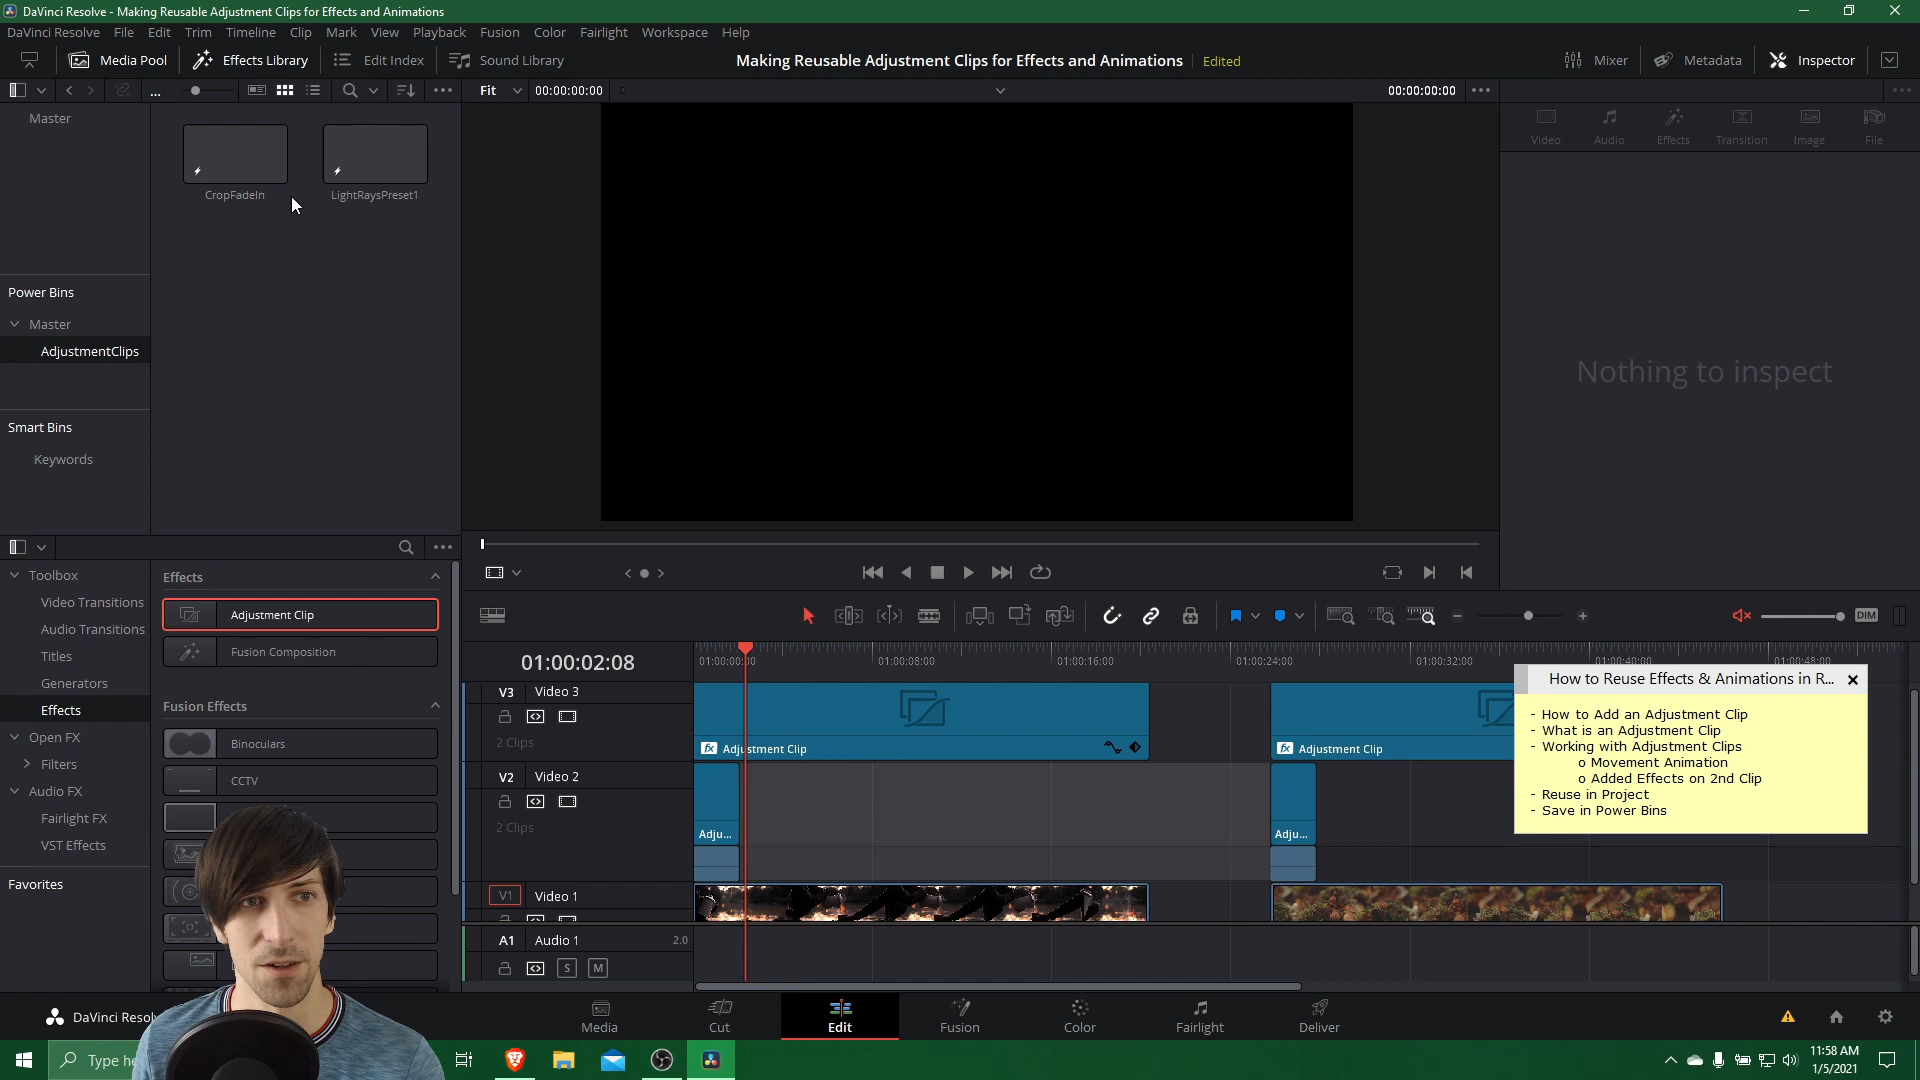 DaVinci Resolve - Making Reusable Adjustment Clips for Effects and Animations
DaVinci Resolve File Edit Trim Timeline Clip Mark View Playback Fusion Color Fairlight Workspace Help
Media Pool Effects Library Edit Index Sound Library
Making Reusable Adjustment Clips for Effects and Animations Edited
Mixer Metadata Inspector
Fit 00:00:00:00 00:00:00:00
Master
CropFadeIn LightRaysPreset1
Video Audio Effects Transition Image File
Power Bins
Master
AdjustmentClips
Nothing to inspect
Smart Bins
Keywords
Toolbox
Video Transitions
Audio Transitions
Titles
Generators
Effects
Open FX
Filters
Audio FX
Fairlight FX
VST Effects
Favorites
Effects
Adjustment Clip
Fusion Composition
Fusion Effects
Binoculars
CCTV
DIM
01:00:02:08
01:00:00:00 01:00:08:00 01:00:16:00 01:00:24:00 01:00:32:00 01:00:40:00 01:00:48:00
V3 Video 3
2 Clips
fx Adjustment Clip
fx Adjustment Clip
V2 Video 2
2 Clips
Adju...
Adju...
V1 Video 1
A1 Audio 1 2.0
S M
How to Reuse Effects & Animations in R...
- How to Add an Adjustment Clip
- What is an Adjustment Clip
- Working with Adjustment Clips
o Movement Animation
o Added Effects on 2nd Clip
- Reuse in Project
- Save in Power Bins
DaVinci Resolv
Media Cut Edit Fusion Color Fairlight Deliver
Type he
11:58 AM
1/5/2021